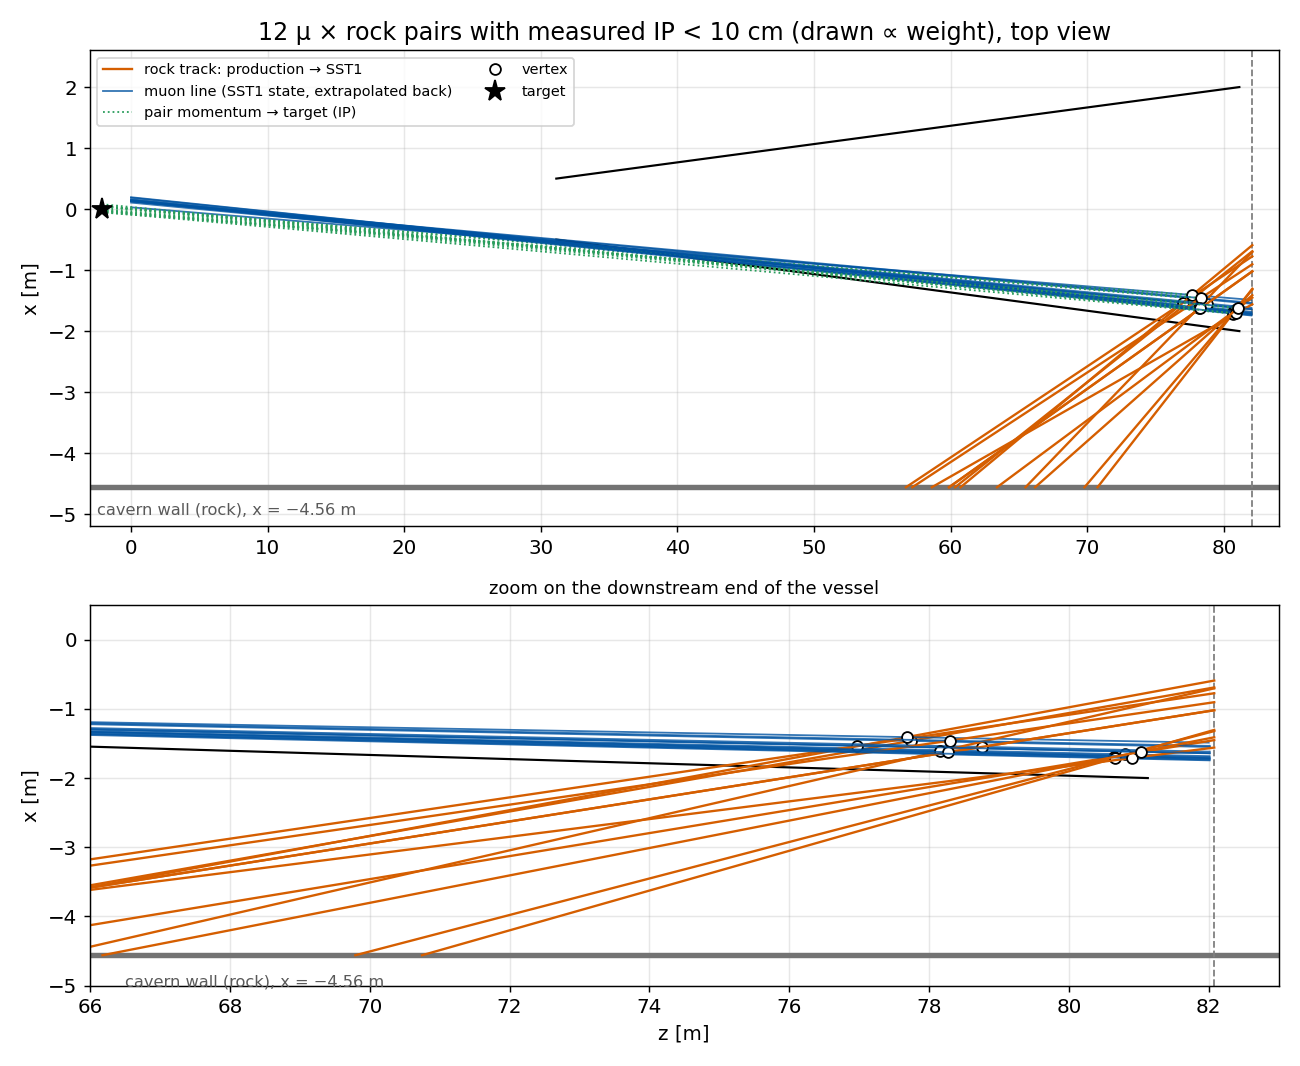 12 μ × rock pairs with measured IP < 10 cm (drawn ∝ weight), top view
rock track: production → SST1
muon line (SST1 state, extrapolated back)
pair momentum → target (IP)
vertex
target
x [m]
2
1
0
−1
−2
−3
−4
−5
cavern wall (rock), x = −4.56 m
0 10 20 30 40 50 60 70 80
zoom on the downstream end of the vessel
x [m]
0
−1
−2
−3
−4
−5
cavern wall (rock), x = −4.56 m
66 68 70 72 74 76 78 80 82
z [m]